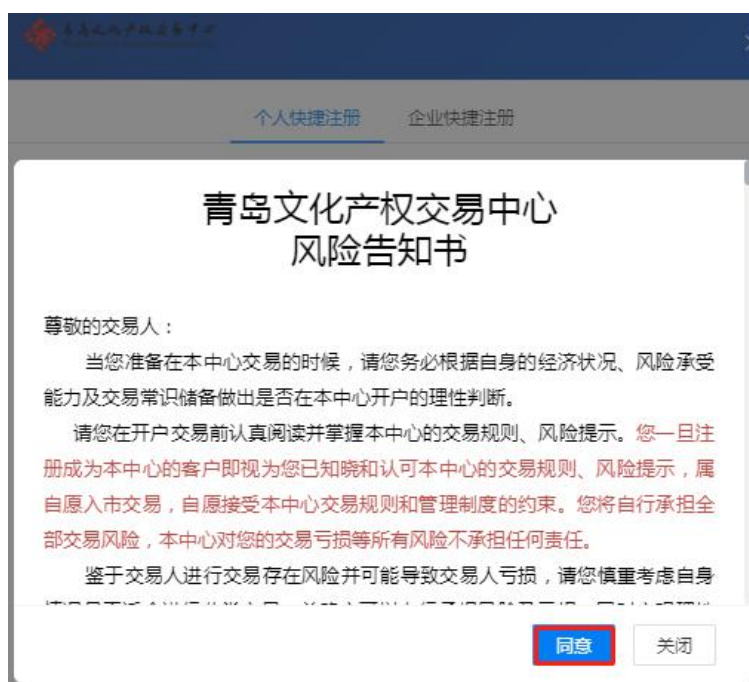 个人快捷注册 企业快捷注册
青岛文化产权交易中心
风险告知书
尊敬的交易人：
当您准备在本中心交易的时候，请您务必根据自身的经济状况、风险承受
能力及交易常识储备做出是否在本中心开户的理性判断。
请您在开户交易前认真阅读并掌握本中心的交易规则、风险提示。您一旦注
册成为本中心的客户即视为您已知晓和认可本中心的交易规则、风险提示，属
自愿入市交易，自愿接受本中心交易规则和管理制度的约束。您将自行承担全
部交易风险，本中心对您的交易亏损等所有风险不承担任何责任。
鉴于交易人进行交易存在风险并可能导致交易人亏损，请您慎重考虑自身
同意 关闭